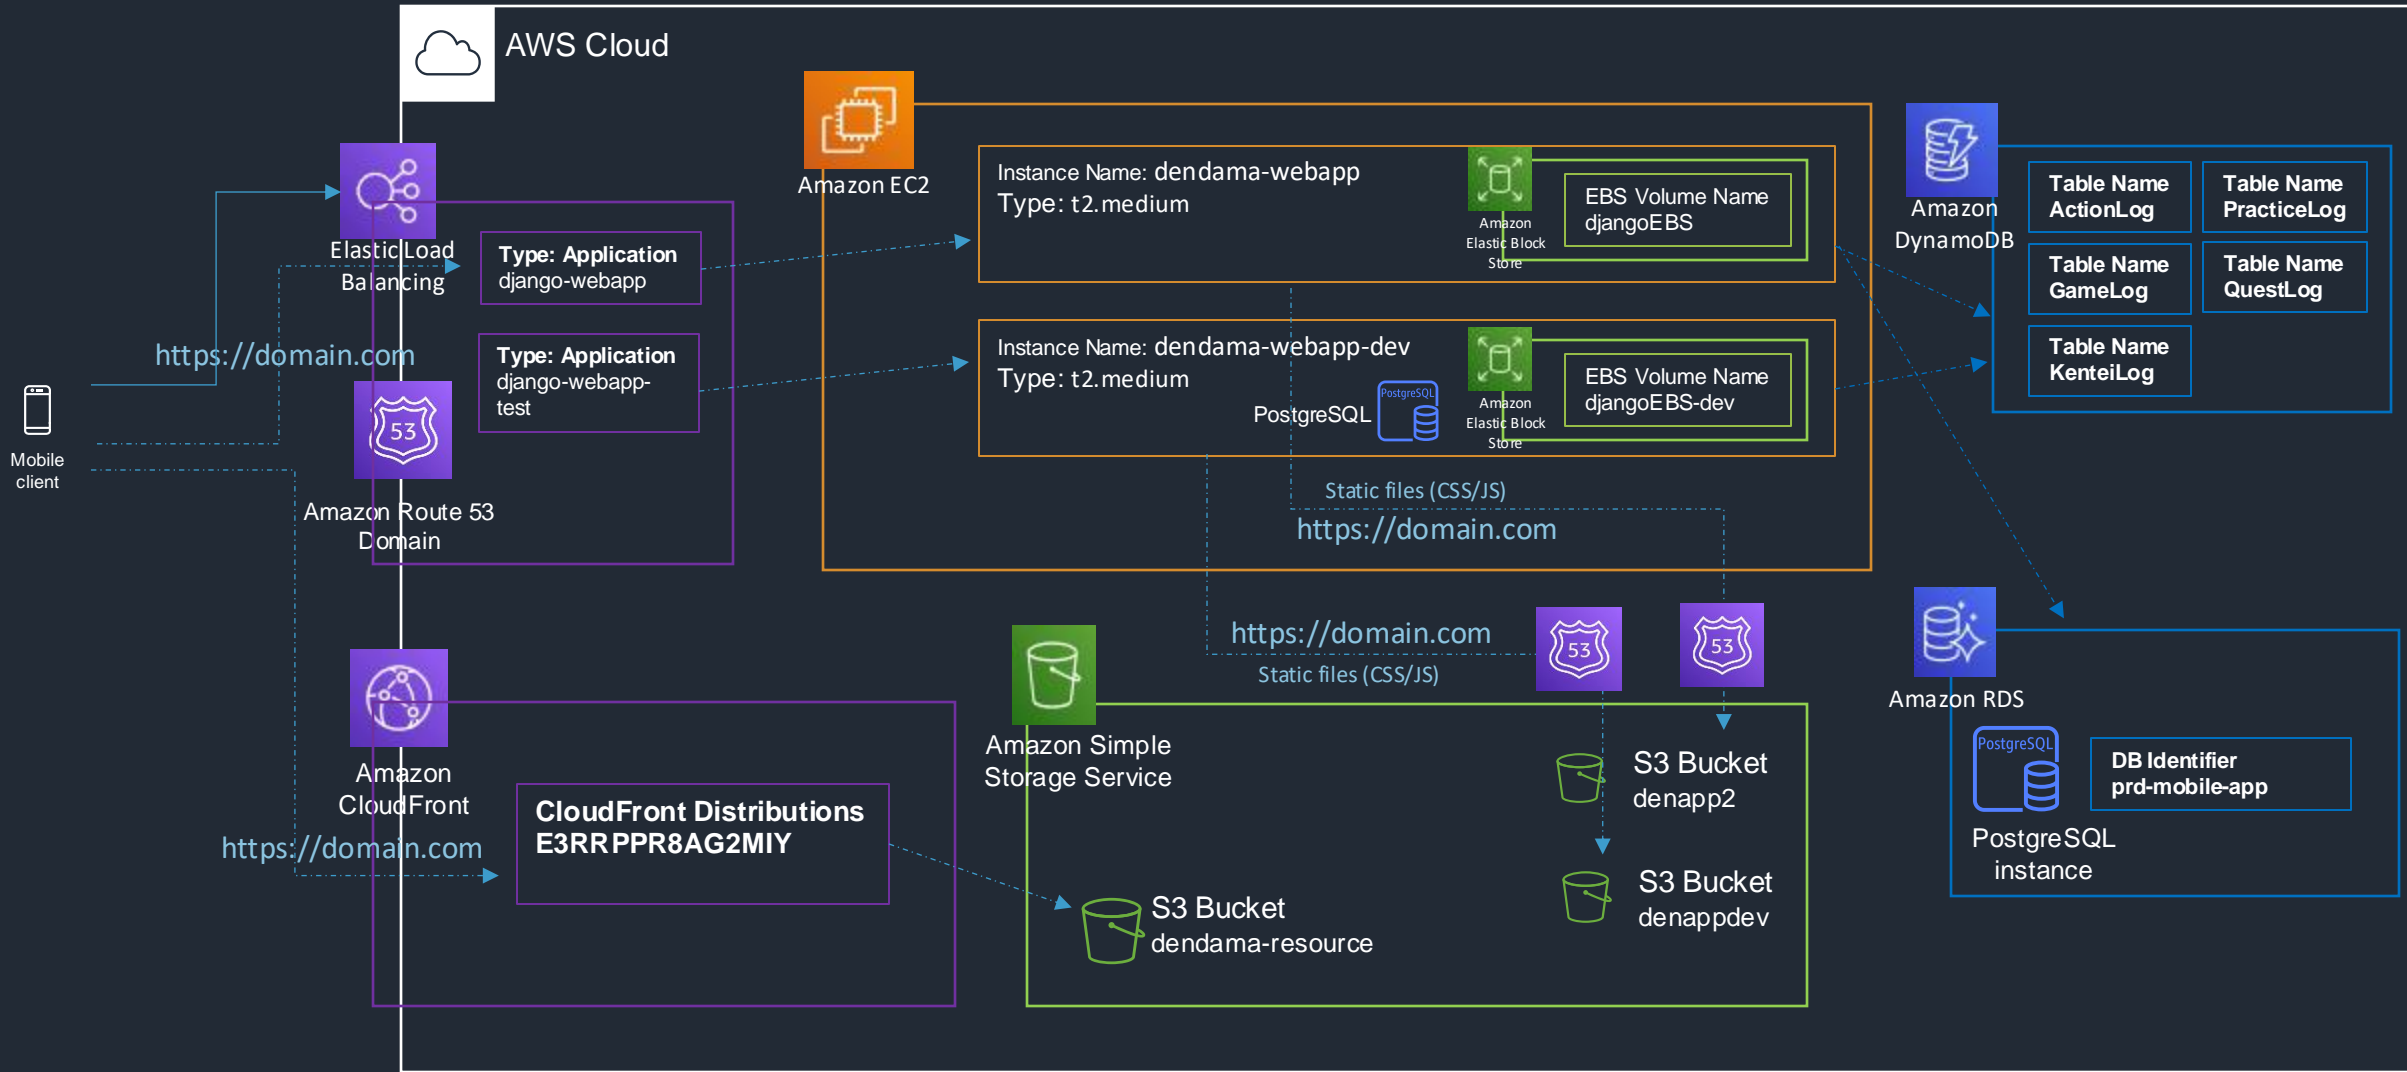 AWS Cloud
Amazon EC2
Instance Name: dendama-webapp
Type: t2.medium
Amazon
Elastic Block
Store
EBS Volume Name
djangoEBS
Instance Name: dendama-webapp-dev
Type: t2.medium
PostgreSQL
PostgreSQL
Amazon
Elastic Block
Store
EBS Volume Name
djangoEBS-dev
Amazon
DynamoDB
Table Name
ActionLog
Table Name
PracticeLog
Table Name
GameLog
Table Name
QuestLog
Table Name
KenteiLog
Elastic Load
Balancing
Type: Application
django-webapp
Type: Application
django-webapp-
test
https://domain.com
Mobile
client
53
Amazon Route 53
Domain
Static files (CSS/JS)
https://domain.com
https://domain.com
Static files (CSS/JS)
53
53
Amazon
CloudFront
https://domain.com
CloudFront Distributions
E3RRPPR8AG2MIY
Amazon Simple
Storage Service
S3 Bucket
denapp2
S3 Bucket
denappdev
S3 Bucket
dendama-resource
Amazon RDS
PostgreSQL
PostgreSQL
instance
DB Identifier
prd-mobile-app